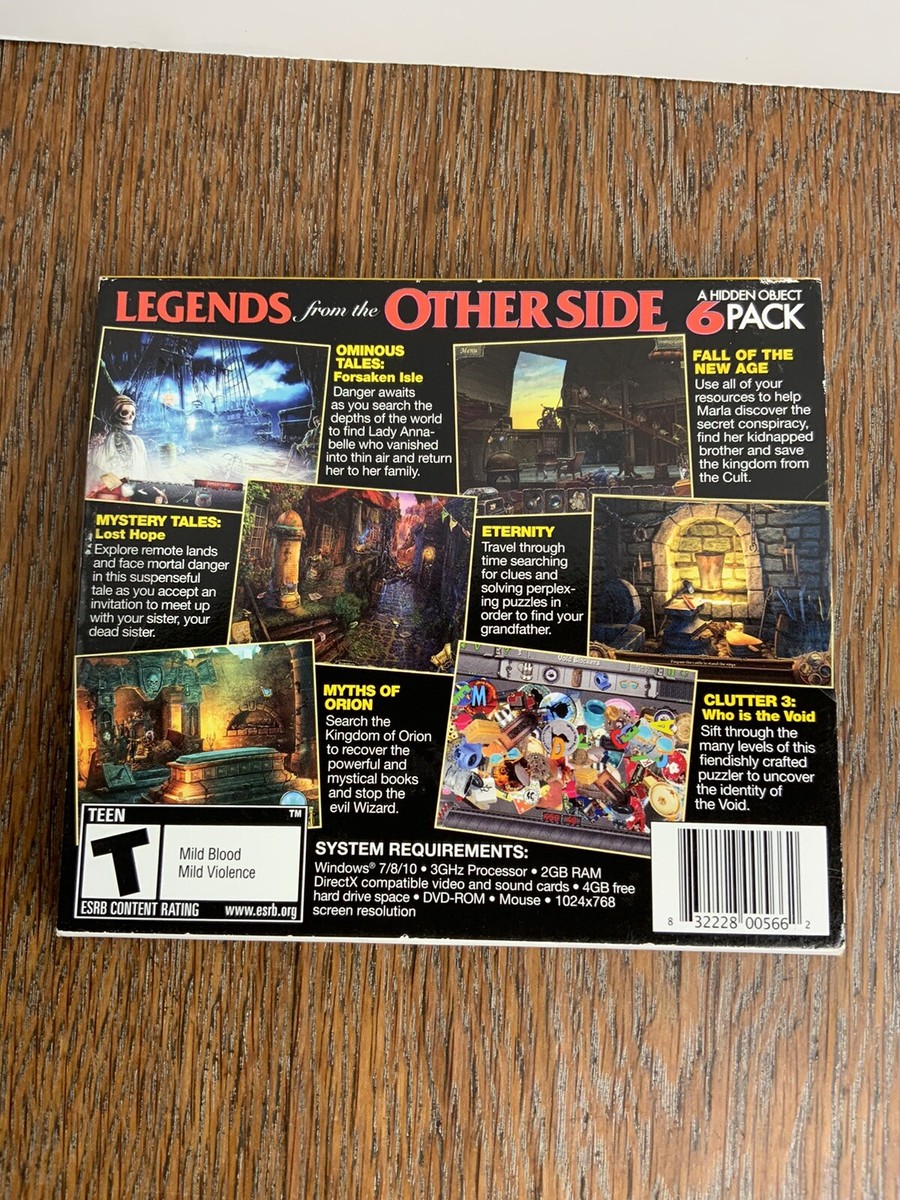 LEGENDS from the OTHER SIDE
A HIDDEN OBJECT
6 PACK
OMINOUS
TALES:
Forsaken Isle
Danger awaits
as you search the
depths of the world
to find Lady Anna-
belle who vanished
into thin air and return
her to her family.
Menu
FALL OF THE
NEW AGE
Use all of your
resources to help
Marla discover the
secret conspiracy,
find her kidnapped
brother and save
the kingdom from
the Cult.
MYSTERY TALES:
Lost Hope
Explore remote lands
and face mortal danger
in this suspenseful
tale as you accept an
invitation to meet up
with your sister, your
dead sister.
ETERNITY
Travel through
time searching
for clues and
solving perplex-
ing puzzles in
order to find your
grandfather.
MYTHS OF
ORION
Search the
Kingdom of Orion
to recover the
powerful and
mystical books
and stop the
evil Wizard.
M
CLUTTER 3:
Who is the Void
Sift through the
many levels of this
fiendishly crafted
puzzler to uncover
the identity of
the Void.
TEEN ™
T
Mild Blood
Mild Violence
ESRB CONTENT RATING www.esrb.org
SYSTEM REQUIREMENTS:
Windows® 7/8/10 • 3GHz Processor • 2GB RAM
DirectX compatible video and sound cards • 4GB free
hard drive space • DVD-ROM • Mouse • 1024x768
screen resolution
8 32228 00566 2